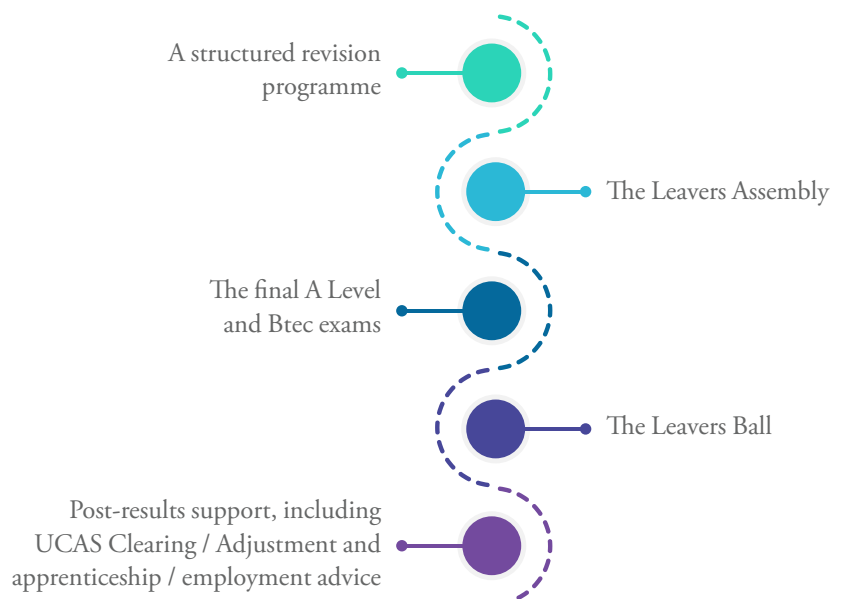 A structured revision
programme
The Leavers Assembly
The final A Level
and Btec exams
The Leavers Ball
Post-results support, including
UCAS Clearing / Adjustment and
apprenticeship / employment advice